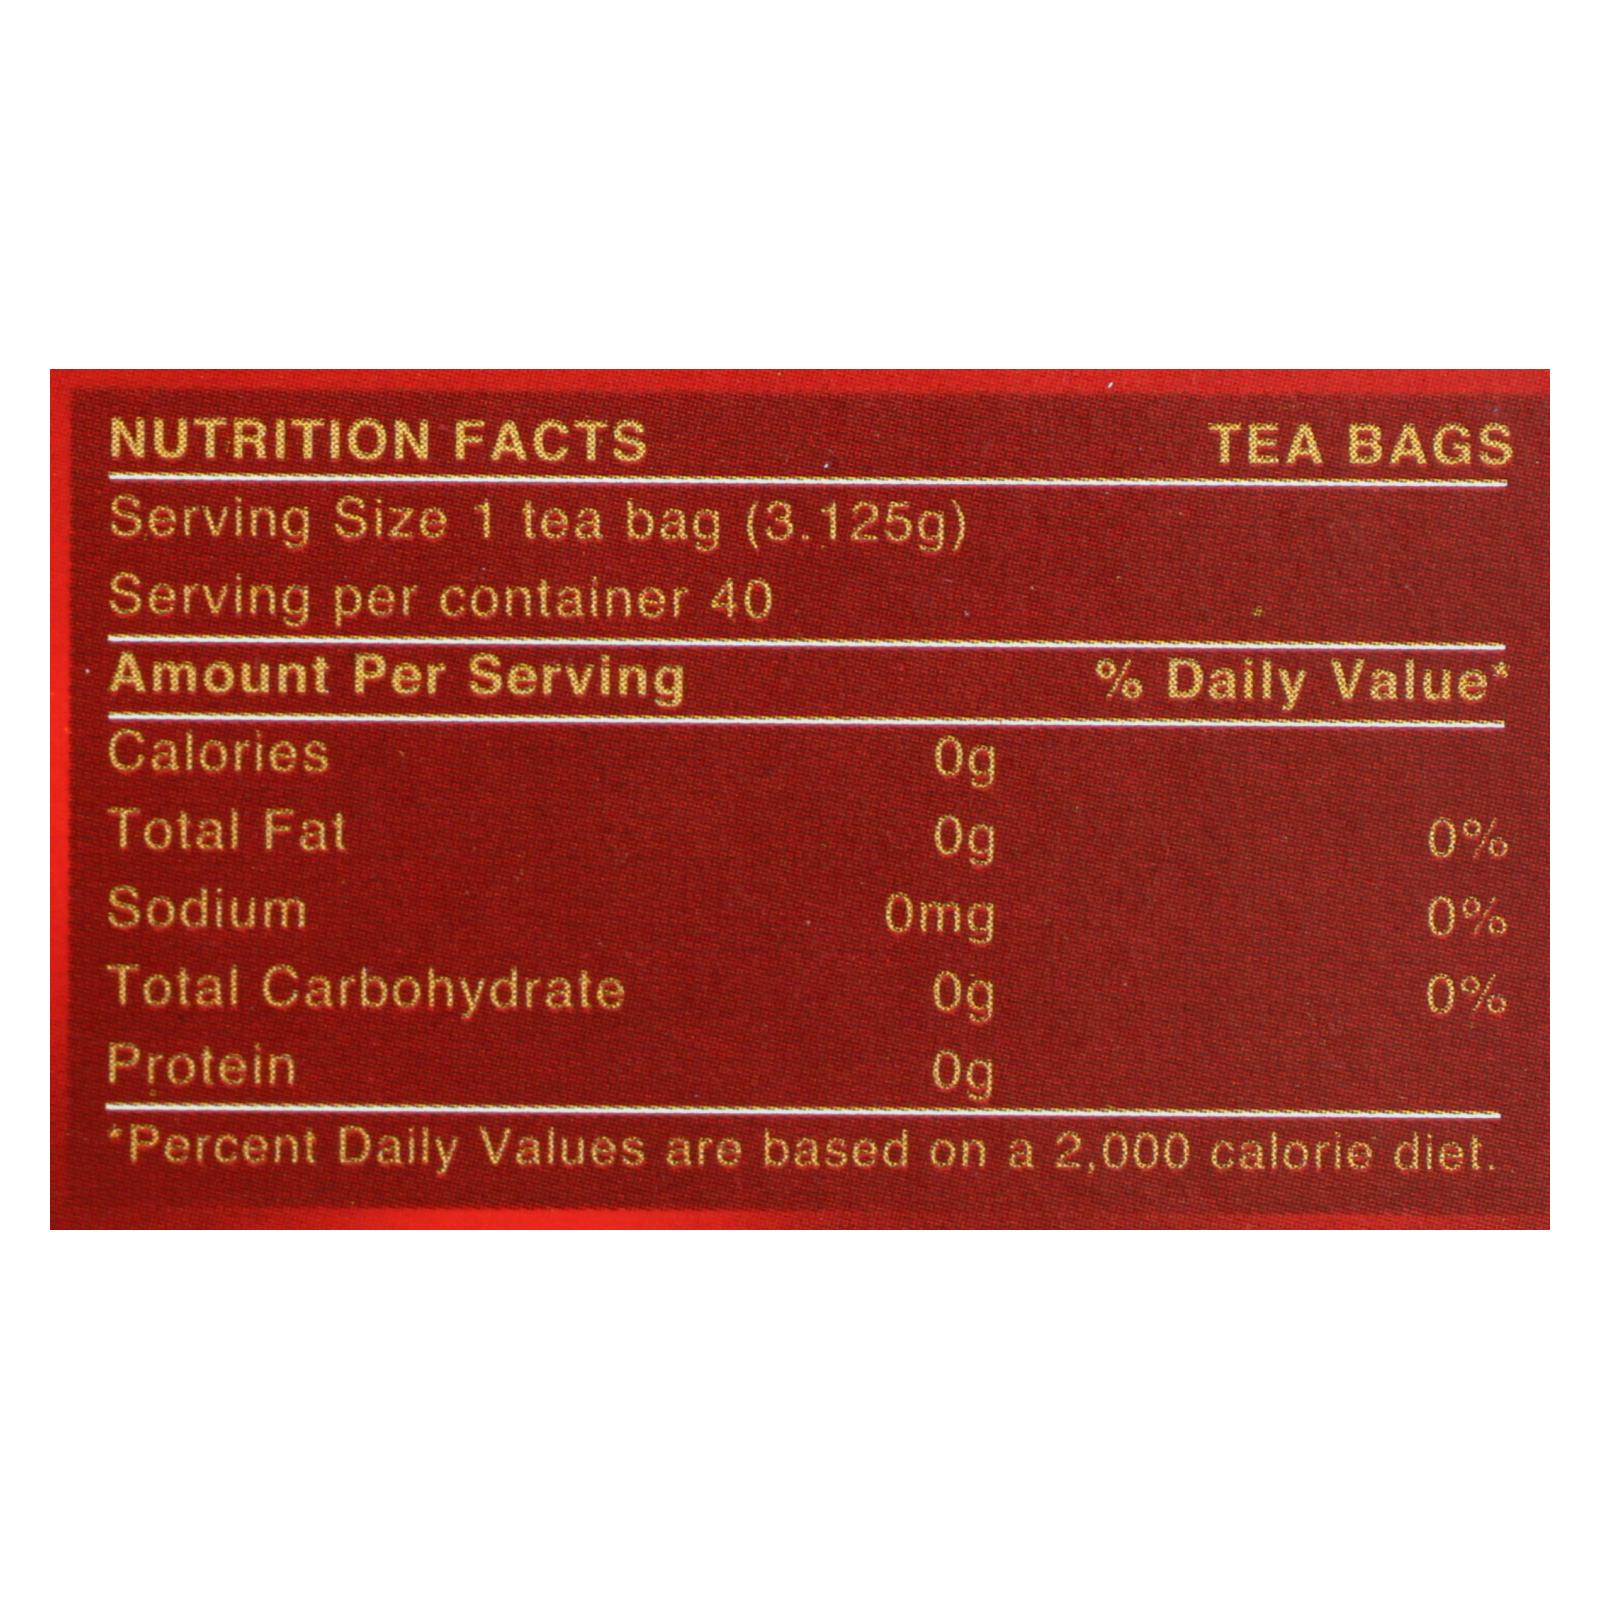 NUTRITION FACTS TEA BAGS
Serving Size 1 tea bag (3.125g)
Serving per container 40
Amount Per Serving % Daily Value*
Calories 0g
Total Fat 0g 0%
Sodium 0mg 0%
Total Carbohydrate 0g 0%
Protein 0g
*Percent Daily Values are based on a 2,000 calorie diet.